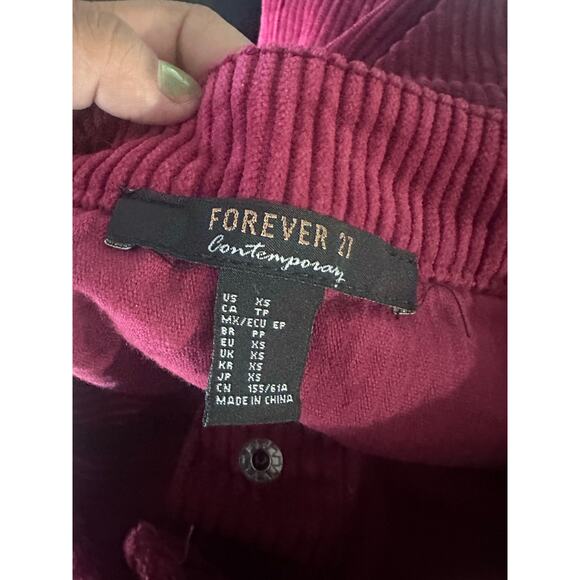 FOREVER 21
Contemporary
US XS
CA TP
MX/ECU EP
BR PP
EU XS
UK XS
KR XS
JP XS
CN 155/61A
MADE IN CHINA